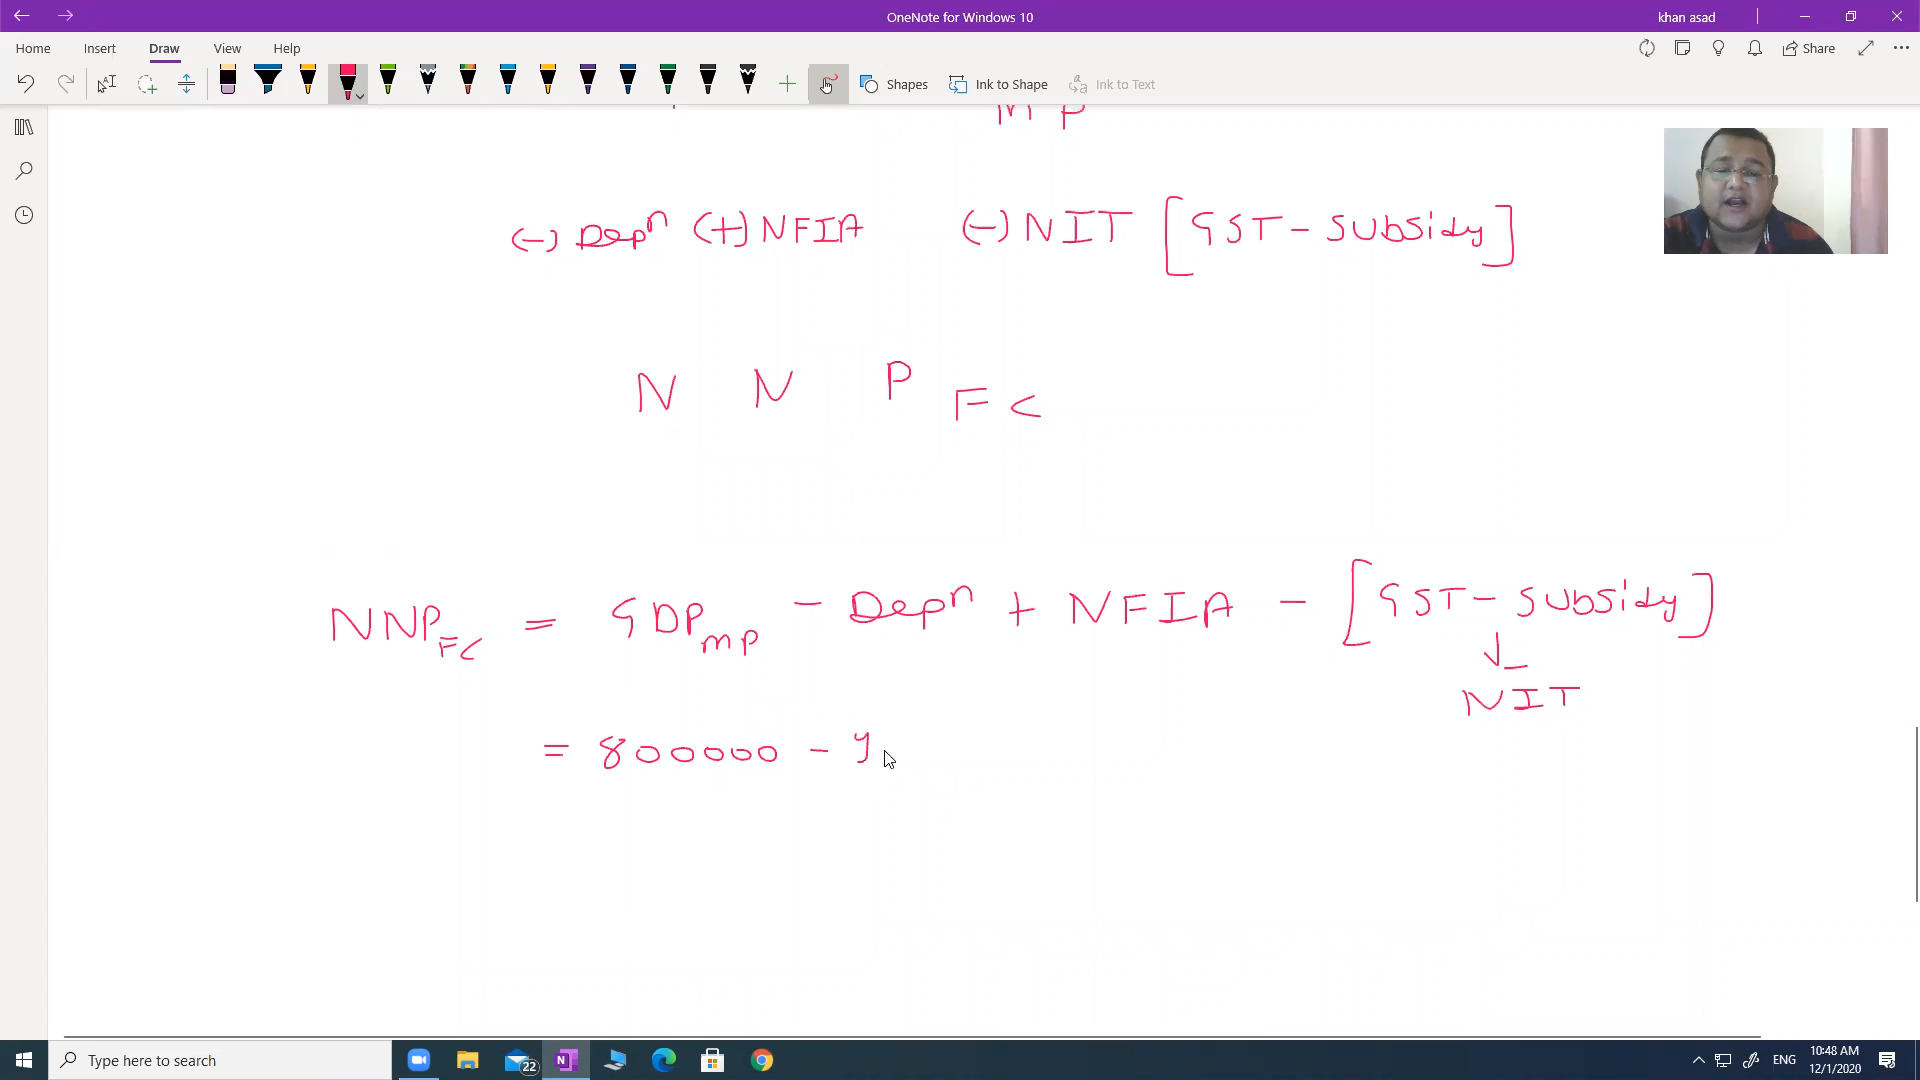 OneNote for Windows 10
khan asad
Home Insert Draw View Help
Share
Shapes Ink to Shape Ink to Text
m p
(-) Depⁿ (+) NFIA (-) NIT [GST - Subsidy]
N N P FC
NNP FC = GDP mp - Depⁿ + NFIA - [GST - Subsidy]
NIT
= 800000 -
Type here to search
22
ENG
10:48 AM
12/1/2020